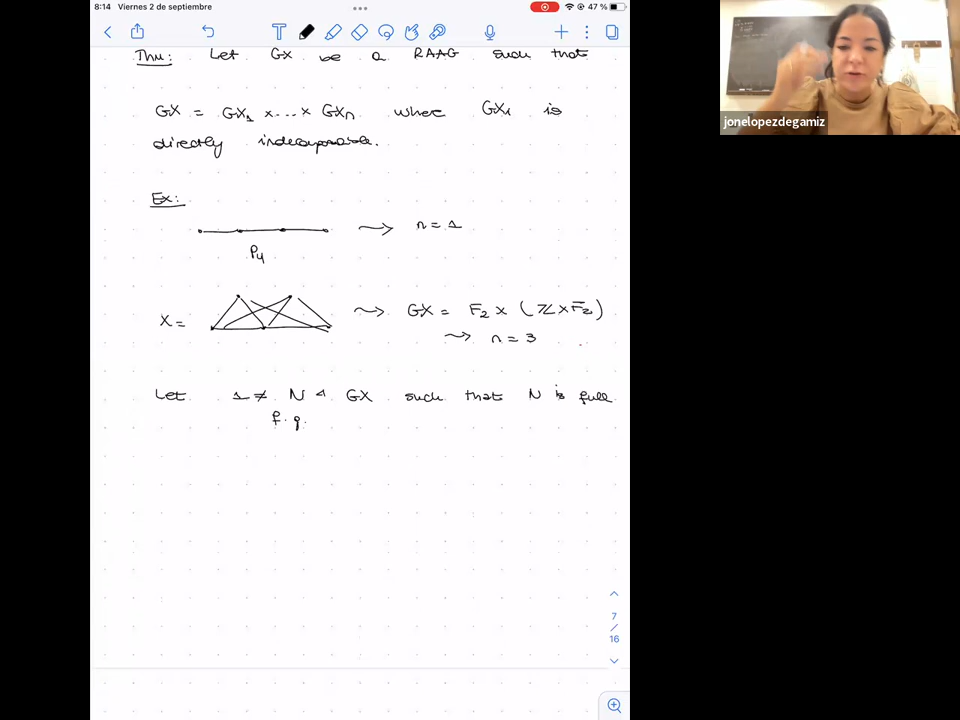 8:14 Viernes 2 de septiembre
47 %
Thm: Let GX be a RAAG such that
GX = GX₁ x....x GXn where GXi is
directly indecomposable.
Ex:
P₄ ⤳ n = 1
X = ⤳ GX = F₂ x (ℤ x F₂)
⤳ n = 3
Let 1 ≠ N ◁ GX such that N is full
f.g.
7
/
16
jonelopezdegamiz